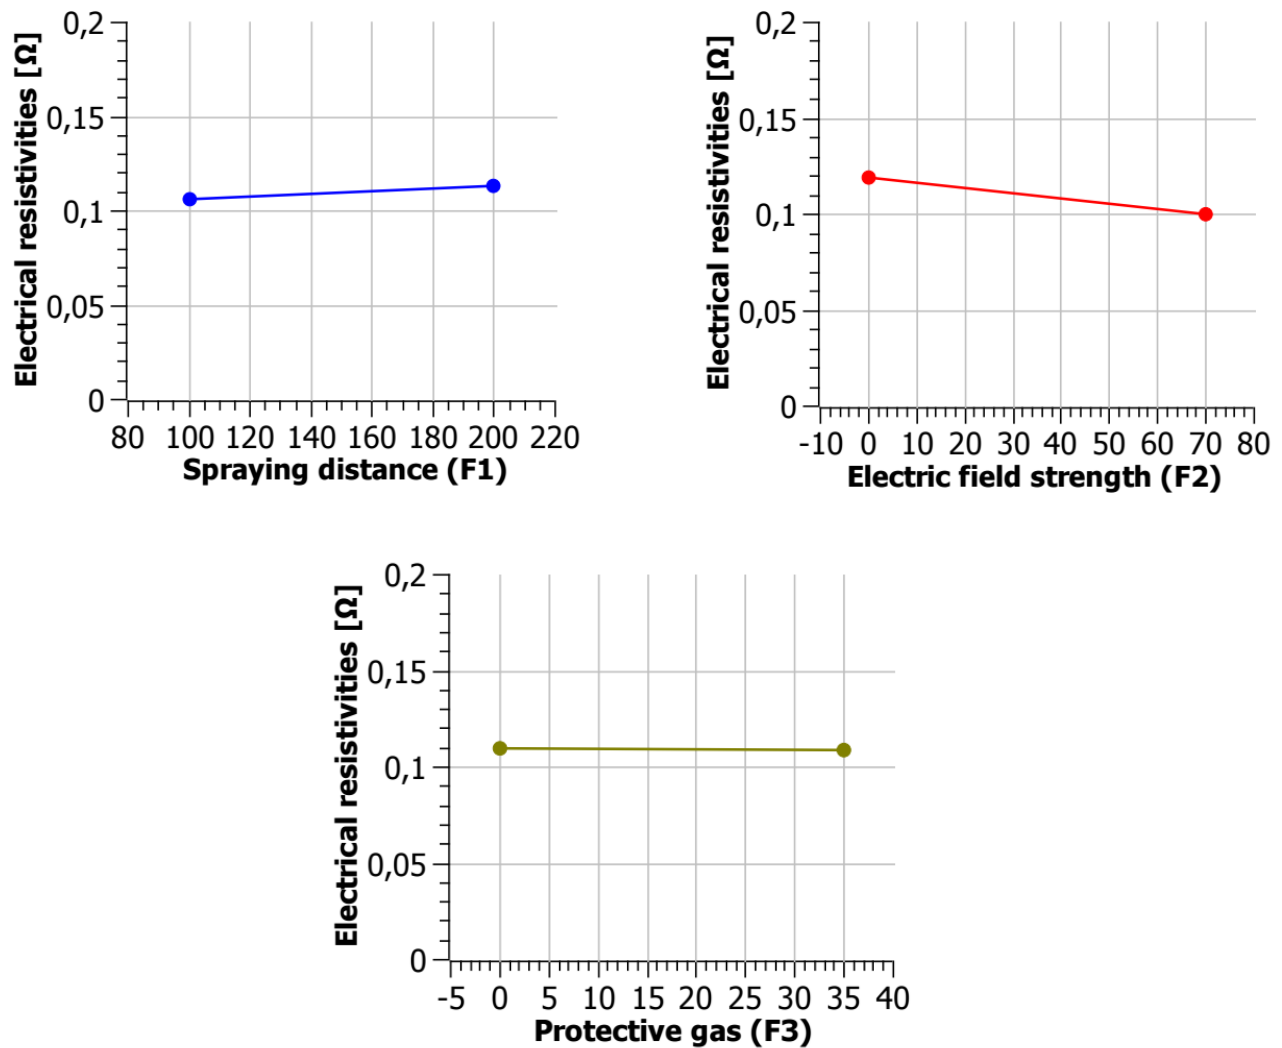 Electrical resistivities [Ω]
0,2
0,15
0,1
0,05
0
80 100 120 140 160 180 200 220
Spraying distance (F1)
Electrical resistivities [Ω]
0,2
0,15
0,1
0,05
0
-10 0 10 20 30 40 50 60 70 80
Electric field strength (F2)
Electrical resistivities [Ω]
0,2
0,15
0,1
0,05
0
-5 0 5 10 15 20 25 30 35 40
Protective gas (F3)